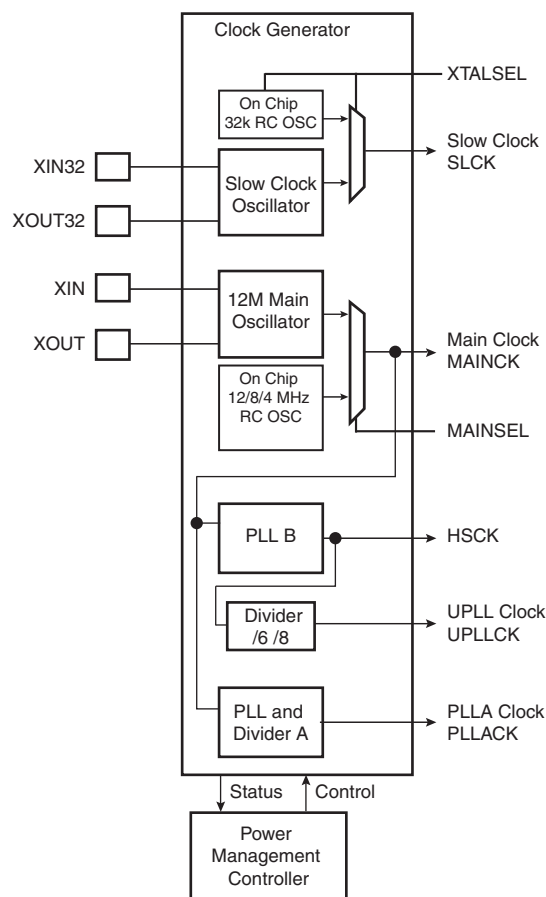 Clock Generator
XTALSEL
On Chip
32k RC OSC
Slow Clock
SLCK
XIN32
Slow Clock
Oscillator
XOUT32
XIN
12M Main
Oscillator
XOUT
Main Clock
MAINCK
On Chip
12/8/4 MHz
RC OSC
MAINSEL
PLL B
HSCK
Divider
/6 /8
UPLL Clock
UPLLCK
PLL and
Divider A
PLLA Clock
PLLACK
Status
Control
Power
Management
Controller